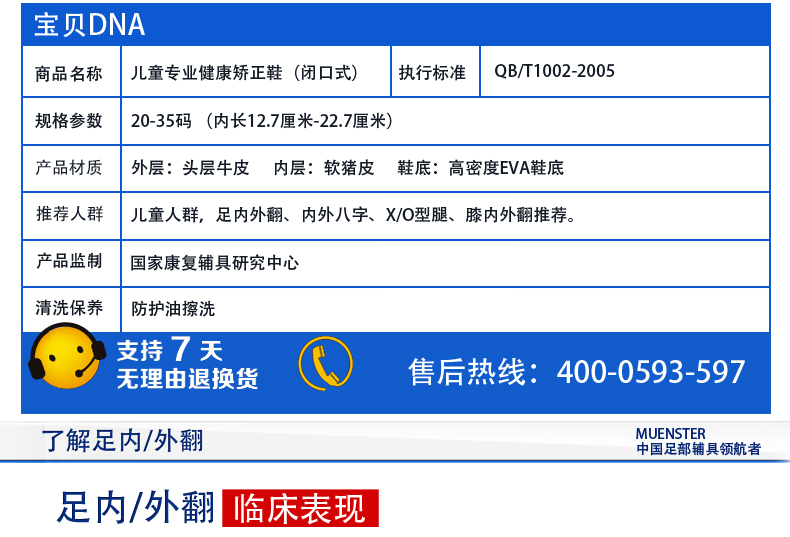 宝贝DNA
商品名称 儿童专业健康矫正鞋（闭口式） 执行标准 QB/T1002-2005
规格参数 20-35码 （内长12.7厘米-22.7厘米）
产品材质 外层：头层牛皮 内层：软猪皮 鞋底：高密度EVA鞋底
推荐人群 儿童人群，足内外翻、内外八字、X/O型腿、膝内外翻推荐。
产品监制 国家康复辅具研究中心
清洗保养 防护油擦洗
支持 7 天
无理由退换货
售后热线：400-0593-597
了解足内/外翻
MUENSTER
中国足部辅具领航者
足内/外翻 临床表现